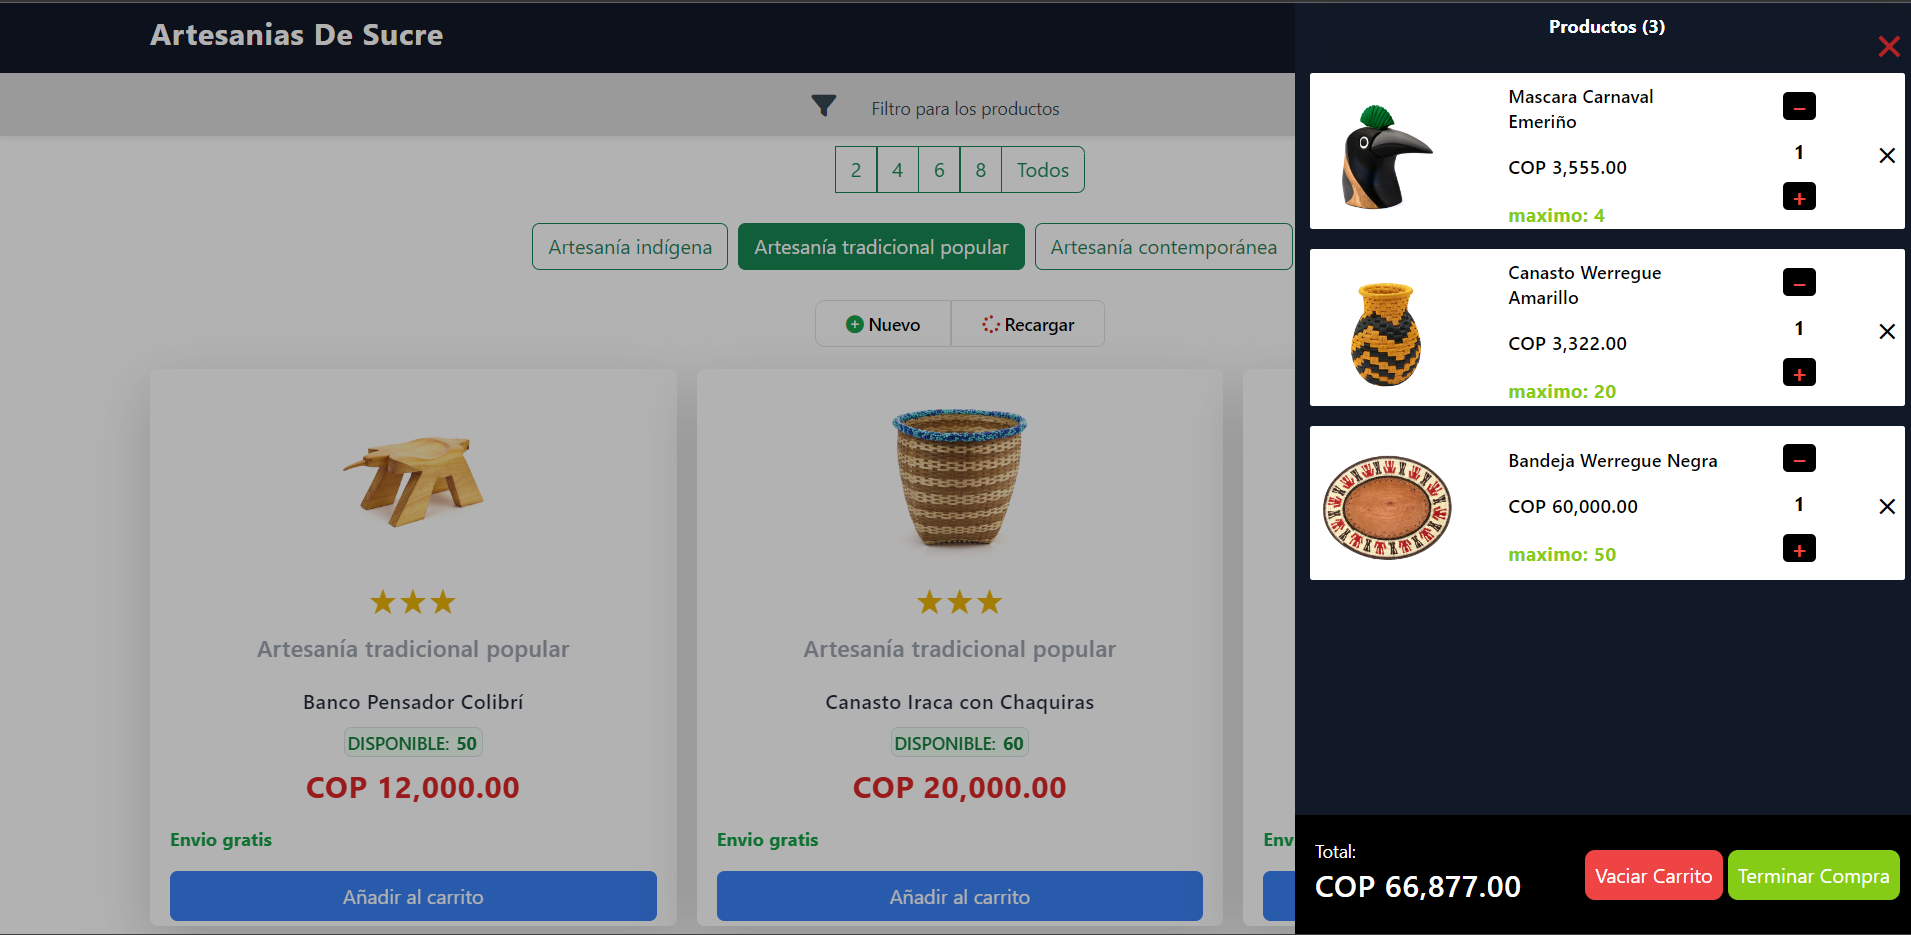 Artesanias De Sucre
Filtro para los productos
2 4 6 8 Todos
Artesanía indígena Artesanía tradicional popular Artesanía contemporánea
Nuevo Recargar
Artesanía tradicional popular
Banco Pensador Colibrí
DISPONIBLE: 50
COP 12,000.00
Envio gratis
Añadir al carrito
Artesanía tradicional popular
Canasto Iraca con Chaquiras
DISPONIBLE: 60
COP 20,000.00
Envio gratis
Añadir al carrito
Env
Productos (3)
Mascara Carnaval
Emeriño
COP 3,555.00
maximo: 4
1
Canasto Werregue
Amarillo
COP 3,322.00
maximo: 20
1
Bandeja Werregue Negra
COP 60,000.00
maximo: 50
1
Total:
COP 66,877.00
Vaciar Carrito Terminar Compra